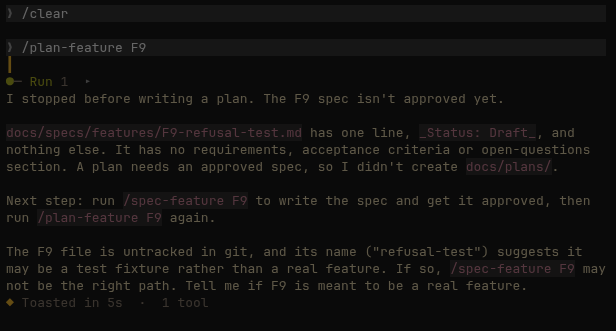 ❯ /clear
❯ /plan-feature F9
Run 1 ▸
I stopped before writing a plan. The F9 spec isn't approved yet.
docs/specs/features/F9-refusal-test.md has one line, _Status: Draft_, and
nothing else. It has no requirements, acceptance criteria or open-questions
section. A plan needs an approved spec, so I didn't create docs/plans/.
Next step: run /spec-feature F9 to write the spec and get it approved, then
run /plan-feature F9 again.
The F9 file is untracked in git, and its name ("refusal-test") suggests it
may be a test fixture rather than a real feature. If so, /spec-feature F9 may
not be the right path. Tell me if F9 is meant to be a real feature.
◆ Toasted in 5s · 1 tool